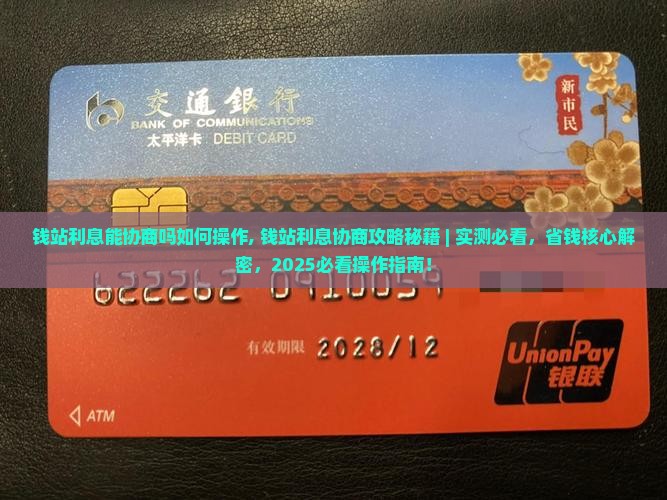 交通銀行
BANK OF COMMUNICATIONS
太平洋卡 DEBIT CARD
新市民
钱站利息能协商吗如何操作, 钱站利息协商攻略秘籍 | 实测必看，省钱核心解
密，2025必看操作指南！
622262 0910059
有效期限 2028/12
UnionPay
银联
ATM